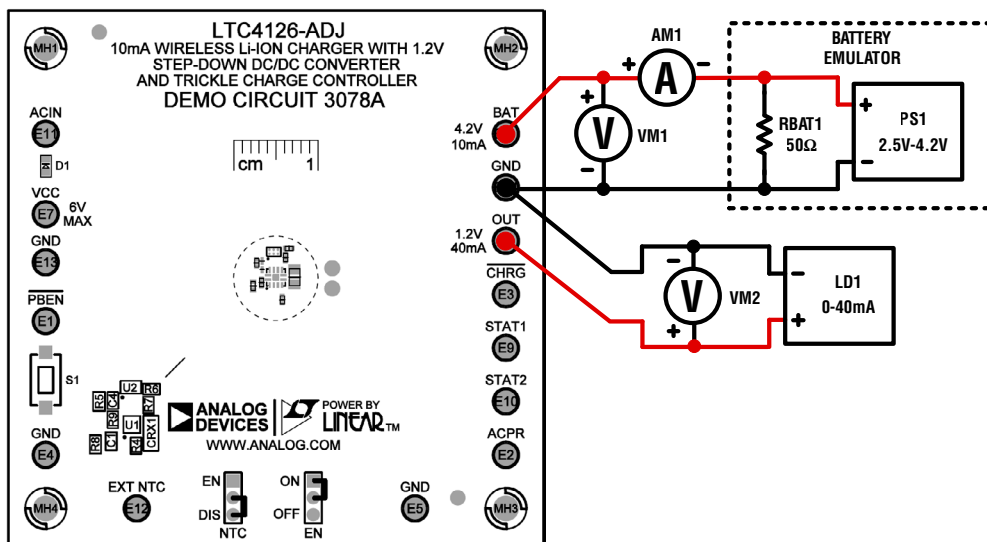 LTC4126-ADJ
10mA WIRELESS Li-ION CHARGER WITH 1.2V
STEP-DOWN DC/DC CONVERTER
AND TRICKLE CHARGE CONTROLLER
DEMO CIRCUIT 3078A
MH1
MH2
ACIN
E11
D1
VCC
E7
6V
MAX
GND
E13
PBEN
E1
S1
GND
E4
MH4
cm 1
BAT
4.2V
10mA
GND
OUT
1.2V
40mA
CHRG
E3
STAT1
E9
STAT2
E10
ACPR
E2
MH3
U2
R6
R5
C4
R7
R9
U1
CRX1
R8
C1
R4
ANALOG
DEVICES
POWER BY
LINEAR™
WWW.ANALOG.COM
EXT NTC
E12
EN
DIS
NTC
ON
OFF
EN
GND
E5
AM1
+ A –
+
V
–
VM1
BATTERY
EMULATOR
RBAT1
50Ω
+
PS1
2.5V-4.2V
–
–
V
+
VM2
–
LD1
0-40mA
+